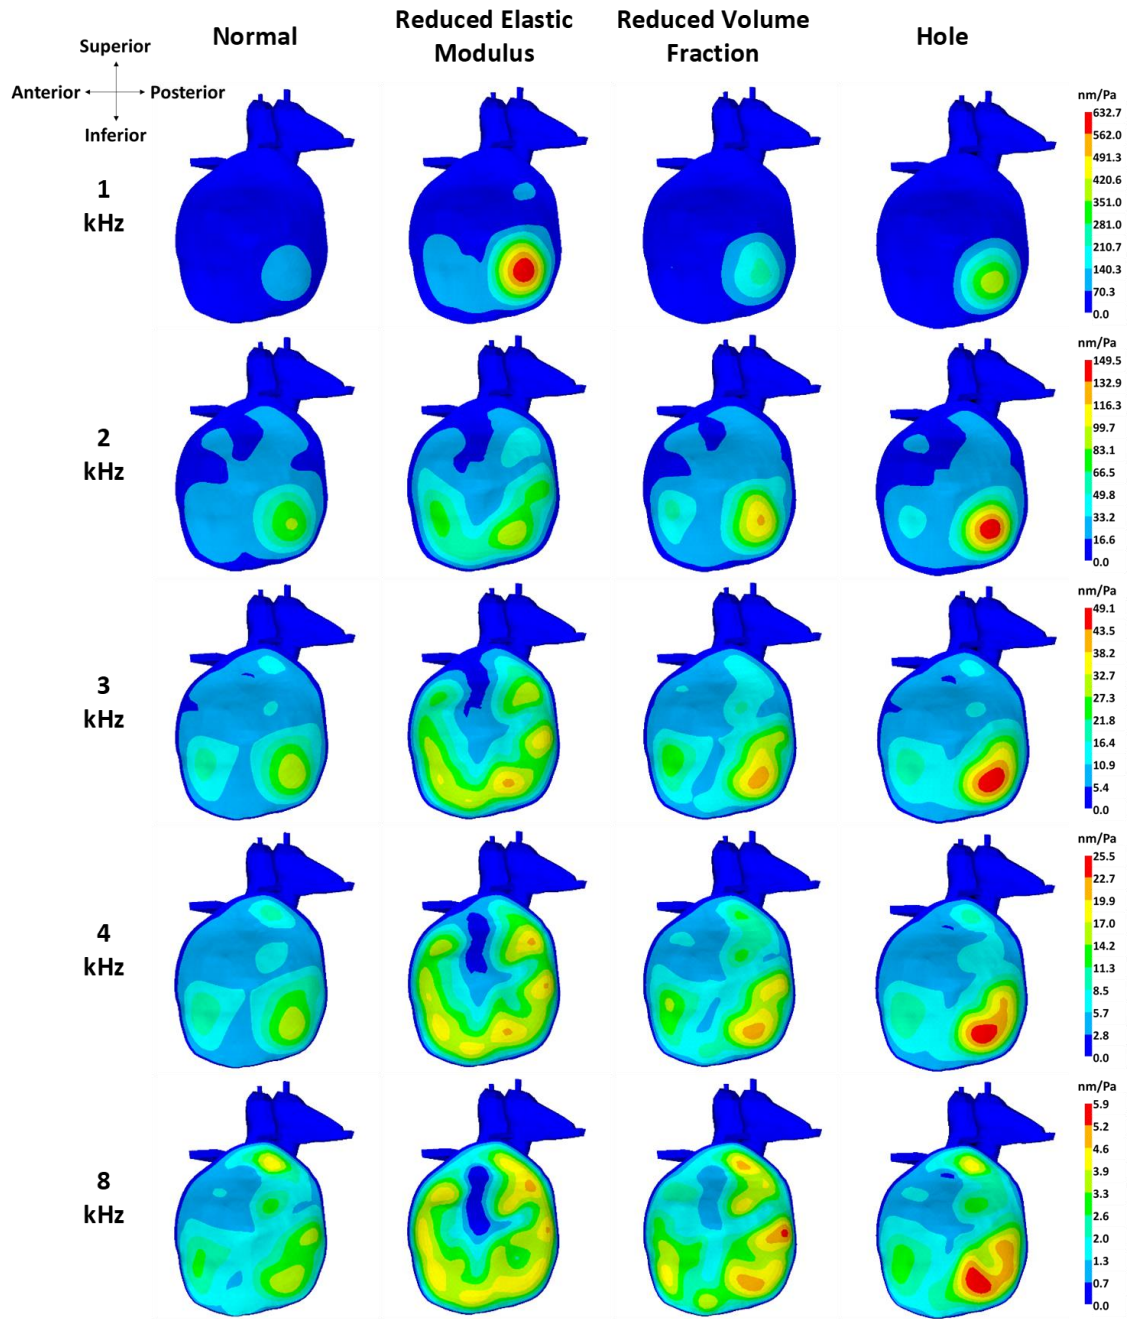 Normal
Reduced Elastic
Modulus
Reduced Volume
Fraction
Hole
Superior
Anterior
Posterior
Inferior
1
kHz
nm/Pa
632.7
562.0
491.3
420.6
351.0
281.0
210.7
140.3
70.3
0.0
2
kHz
nm/Pa
149.5
132.9
116.3
99.7
83.1
66.5
49.8
33.2
16.6
0.0
3
kHz
nm/Pa
49.1
43.5
38.2
32.7
27.3
21.8
16.4
10.9
5.4
0.0
4
kHz
nm/Pa
25.5
22.7
19.9
17.0
14.2
11.3
8.5
5.7
2.8
0.0
8
kHz
nm/Pa
5.9
5.2
4.6
3.9
3.3
2.6
1.3
0.7
0.0